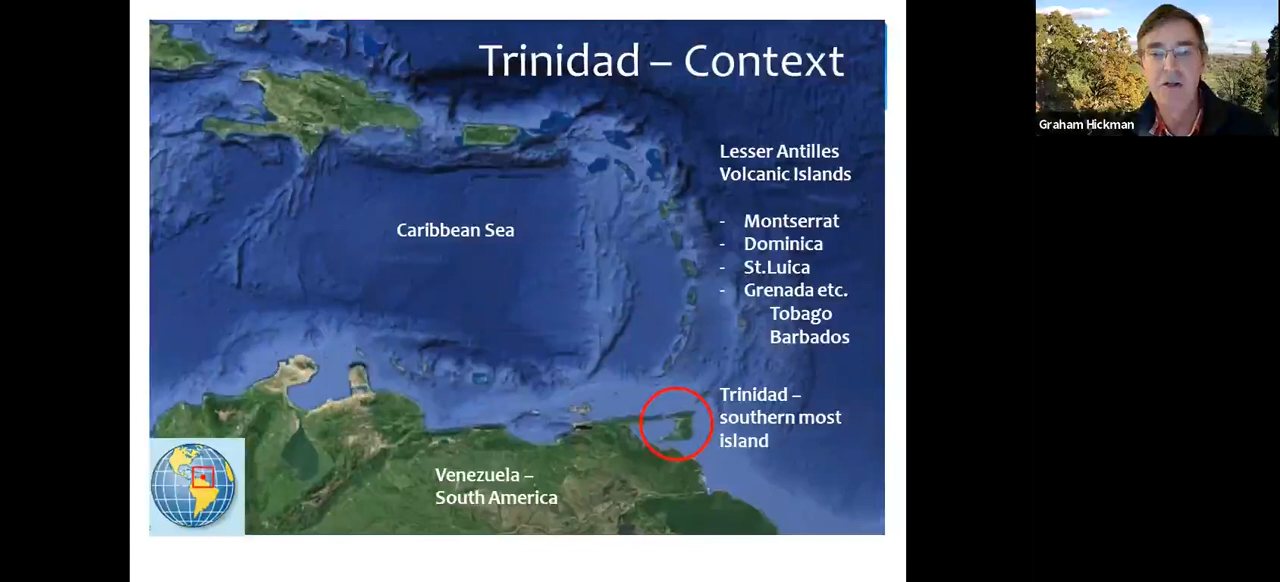 Trinidad – Context
Graham Hickman
Lesser Antilles
Volcanic Islands
- Montserrat
- Dominica
- St.Luica
- Grenada etc.
Tobago
Barbados
Caribbean Sea
Trinidad –
southern most
island
Venezuela –
South America